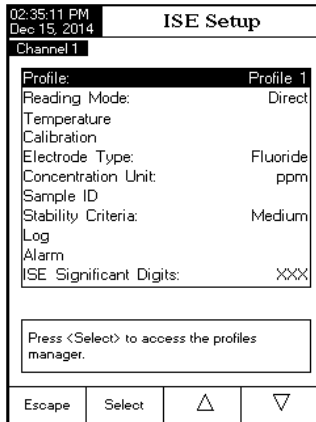 02:35:11 PM
Dec 15, 2014
ISE Setup
Channel 1
Profile: Profile 1
Reading Mode: Direct
Temperature
Calibration
Electrode Type: Fluoride
Concentration Unit: ppm
Sample ID
Stability Criteria: Medium
Log
Alarm
ISE Significant Digits: XXX
Press <Select> to access the profiles
manager.
Escape Select